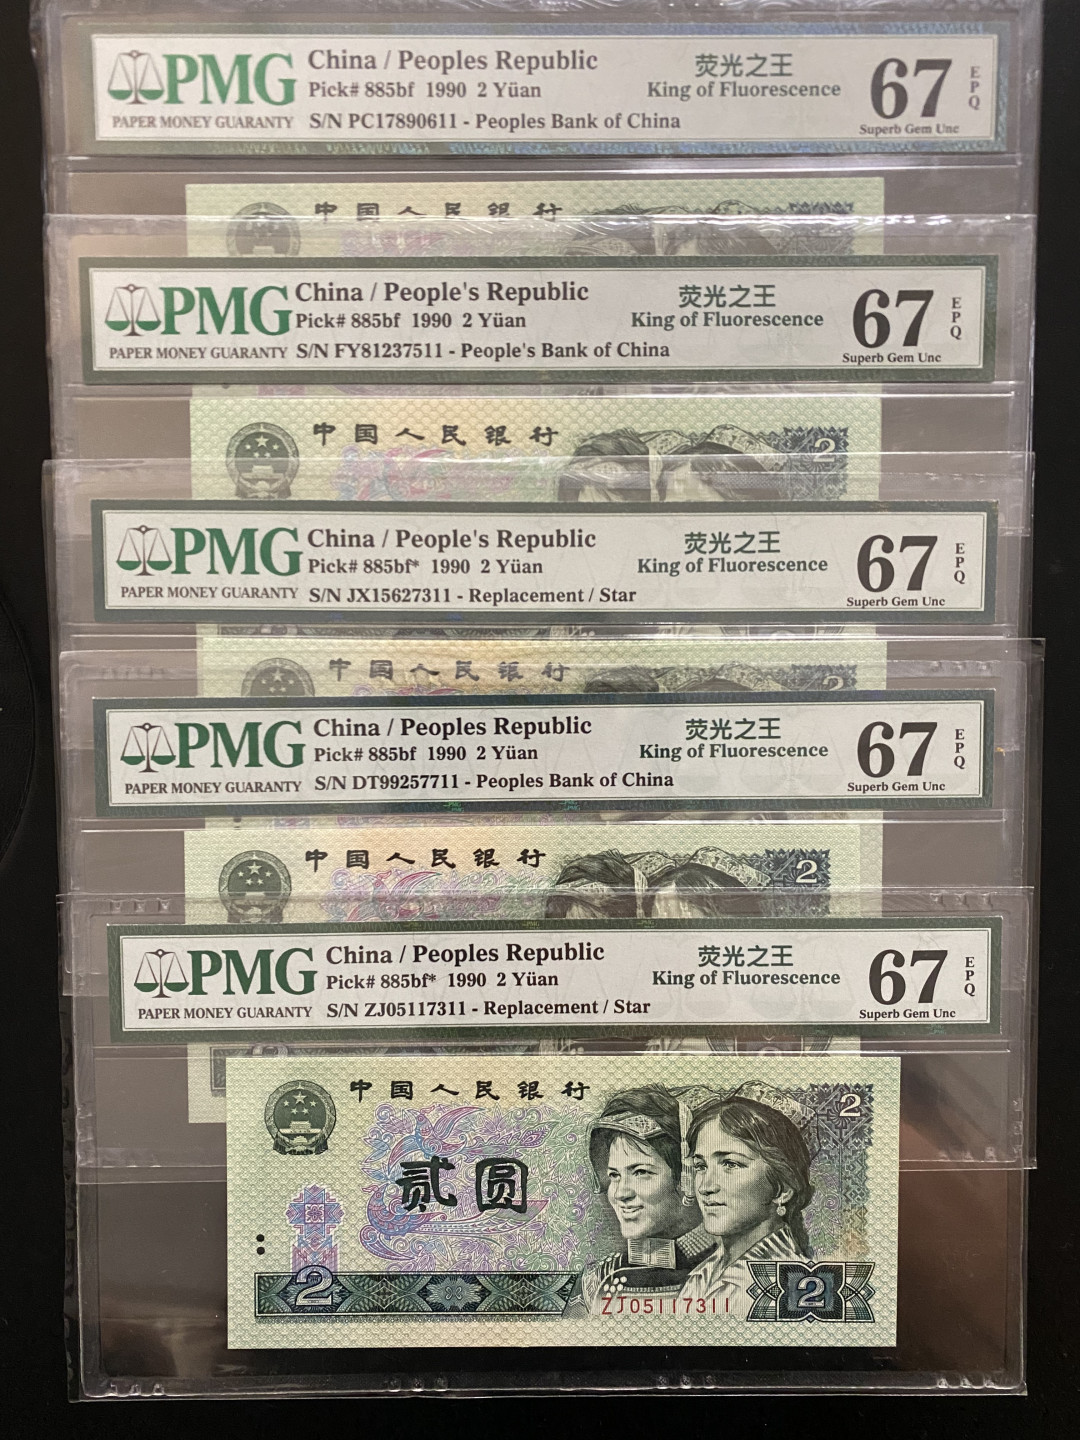 PMG
PAPER MONEY GUARANTY
China / Peoples Republic
Pick# 885bf 1990 2 Yüan
S/N PC17890611 - Peoples Bank of China
荧光之王
King of Fluorescence
67
EPQ
Superb Gem Unc
中国人民银行
PMG
PAPER MONEY GUARANTY
China / People's Republic
Pick# 885bf 1990 2 Yüan
S/N FY81237511 - People's Bank of China
荧光之王
King of Fluorescence
67
EPQ
Superb Gem Unc
中国人民银行
2
PMG
PAPER MONEY GUARANTY
China / People's Republic
Pick# 885bf* 1990 2 Yüan
S/N JX15627311 - Replacement / Star
荧光之王
King of Fluorescence
67
EPQ
Superb Gem Unc
中国人民银行
2
PMG
PAPER MONEY GUARANTY
China / Peoples Republic
Pick# 885bf 1990 2 Yüan
S/N DT99257711 - Peoples Bank of China
荧光之王
King of Fluorescence
67
EPQ
Superb Gem Unc
中国人民银行
2
PMG
PAPER MONEY GUARANTY
China / Peoples Republic
Pick# 885bf* 1990 2 Yüan
S/N ZJ05117311 - Replacement / Star
荧光之王
King of Fluorescence
67
EPQ
Superb Gem Unc
中国人民银行
2
贰圆
2
ZJ05117311
2